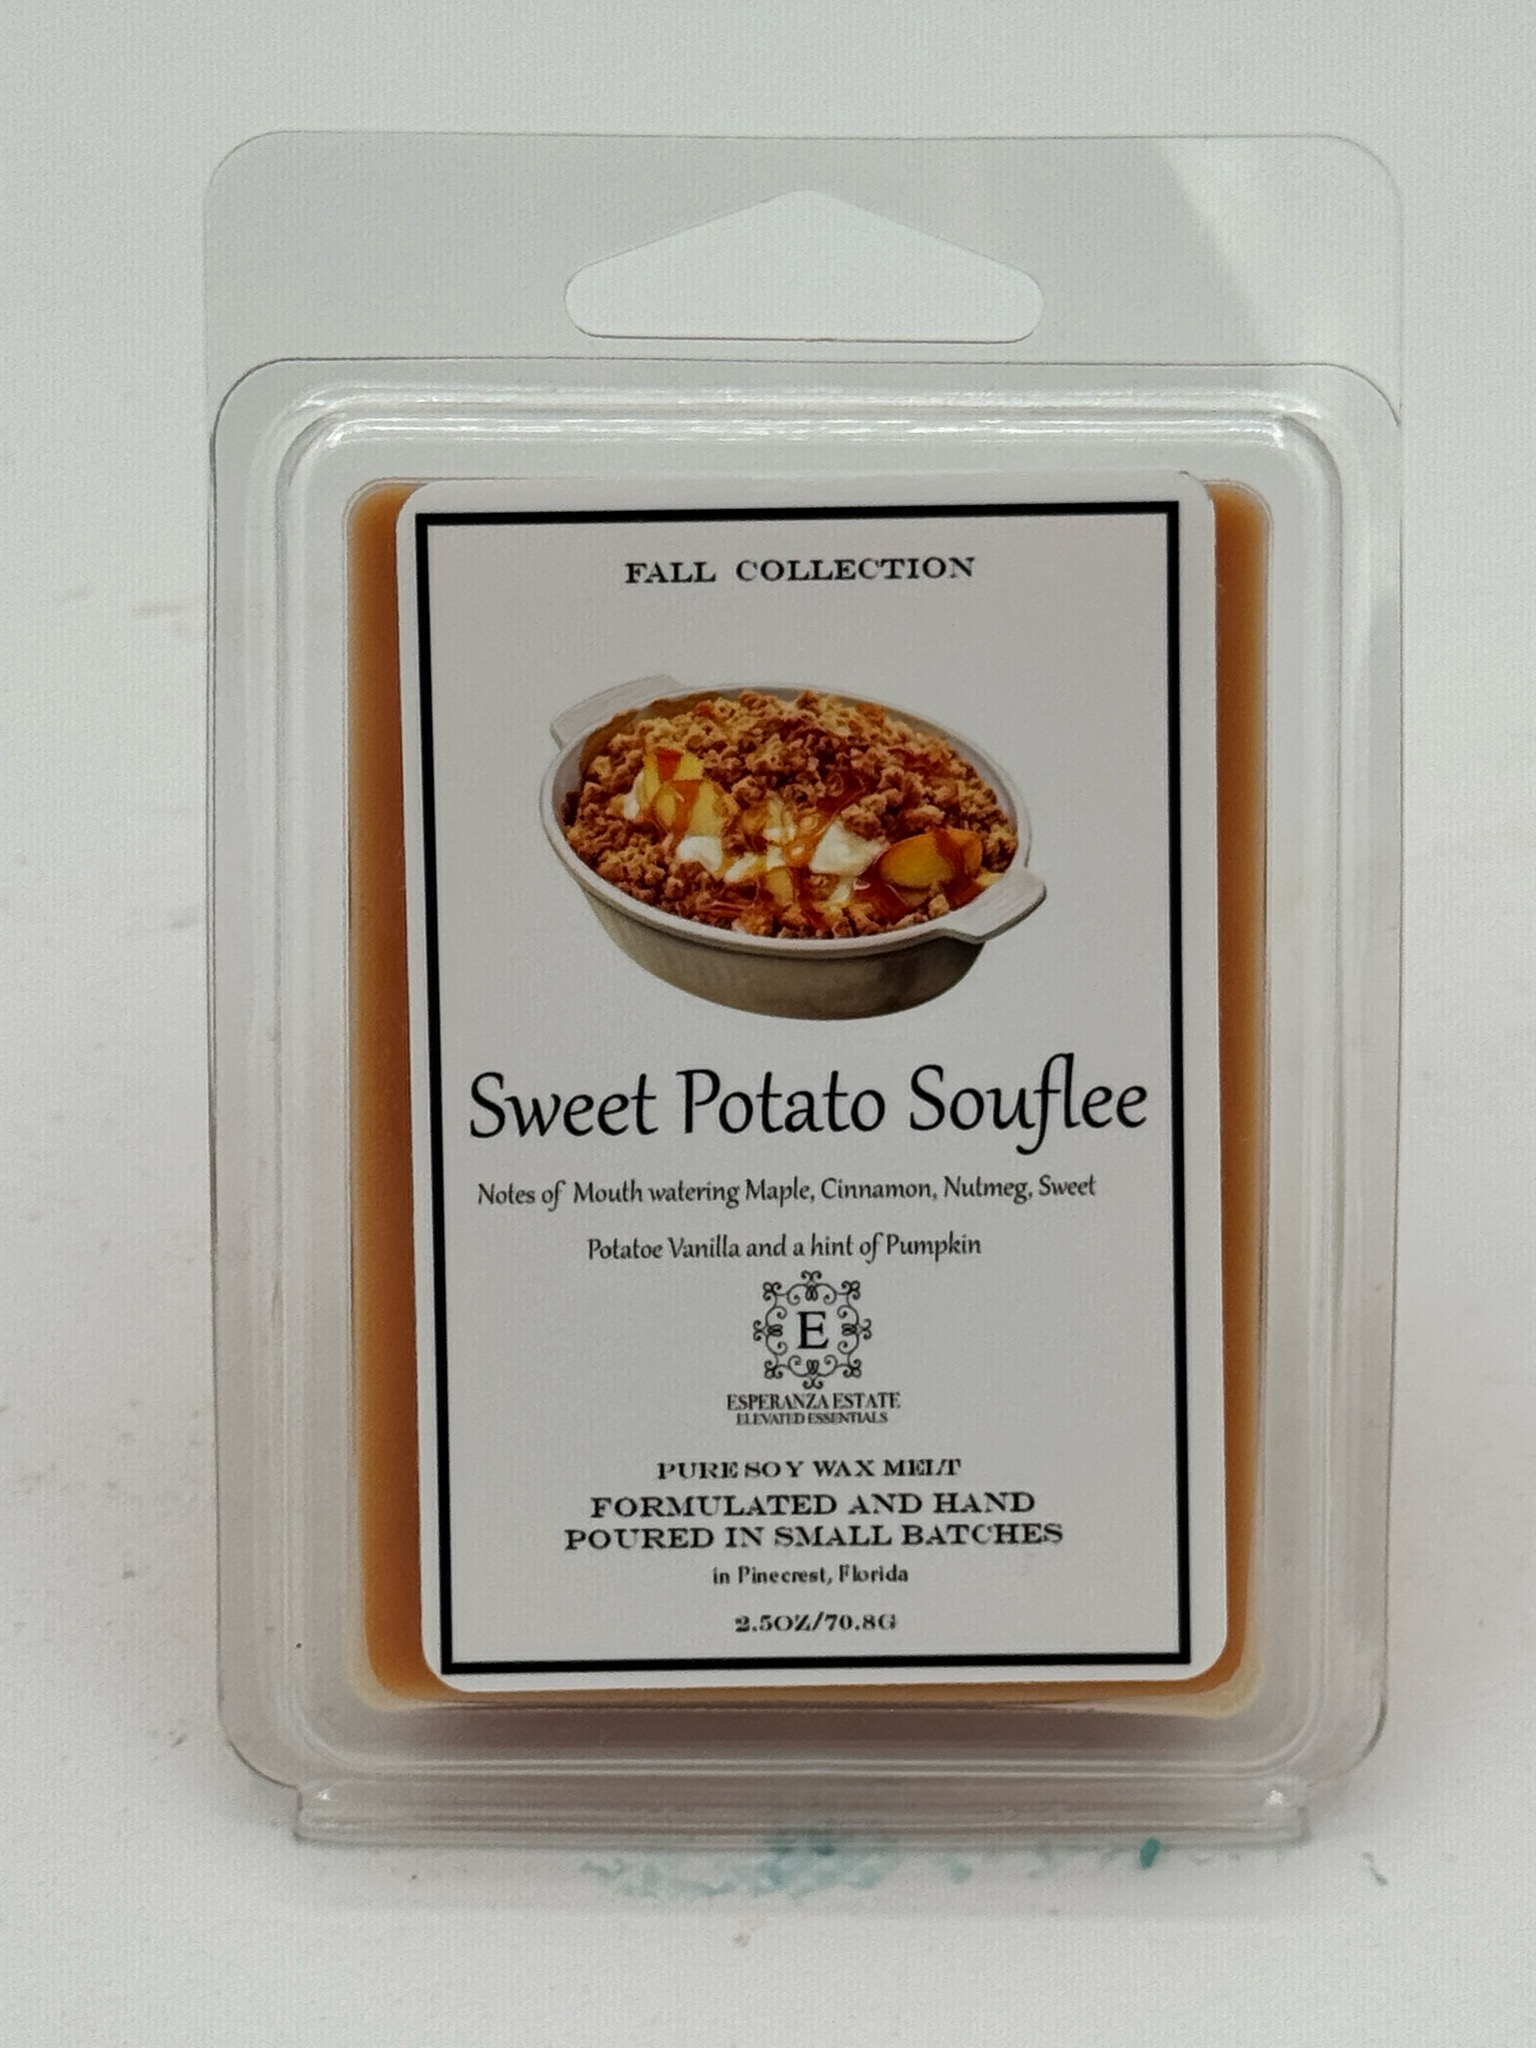 FALL COLLECTION
Sweet Potato Souflee
Notes of Mouth watering Maple, Cinnamon, Nutmeg, Sweet
Potatoe Vanilla and a hint of Pumpkin
E
ESPERANZA ESTATE
ELEVATED ESSENTIALS
PURE SOY WAX MELT
FORMULATED AND HAND
POURED IN SMALL BATCHES
in Pinecrest, Florida
2.5OZ/70.8G